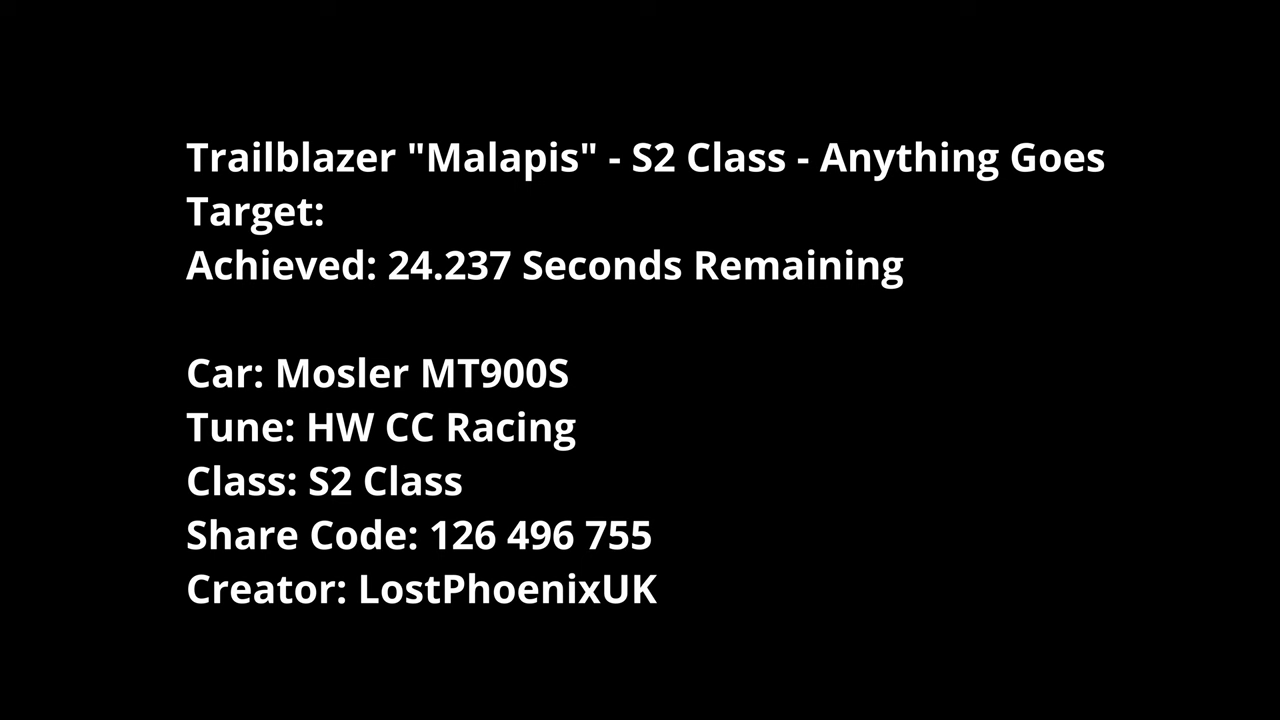 Trailblazer "Malapis" - S2 Class - Anything Goes
Target:
Achieved: 24.237 Seconds Remaining
Car: Mosler MT900S
Tune: HW CC Racing
Class: S2 Class
Share Code: 126 496 755
Creator: LostPhoenixUK